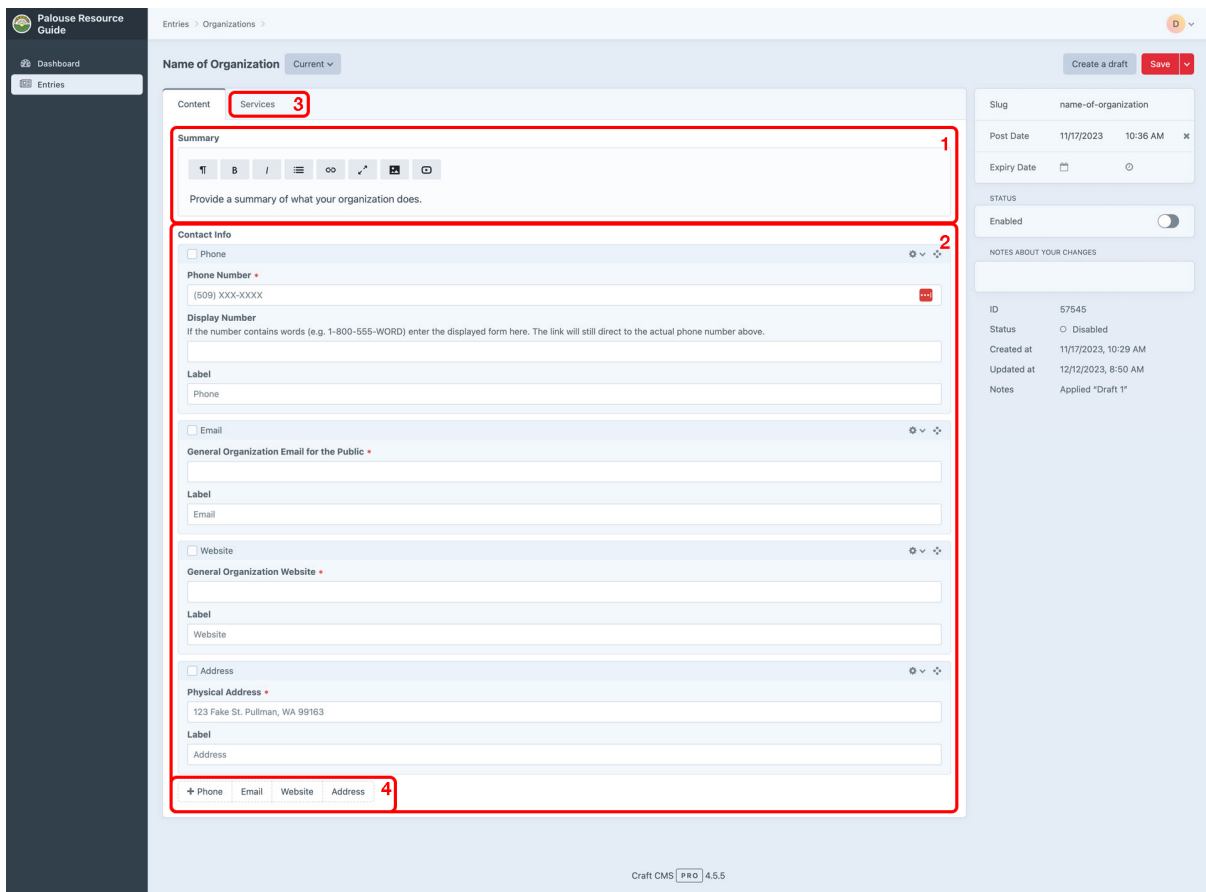 Palouse Resource
Guide
Entries > Organizations >
D
Dashboard
Entries
Name of Organization Current
Create a draft Save
Content Services 3
Summary 1
¶ B I
Provide a summary of what your organization does.
Contact Info 2
Phone
Phone Number *
(509) XXX-XXXX
Display Number
If the number contains words (e.g. 1-800-555-WORD) enter the displayed form here. The link will still direct to the actual phone number above.
Label
Phone
Email
General Organization Email for the Public *
Label
Email
Website
General Organization Website *
Label
Website
Address
Physical Address *
123 Fake St. Pullman, WA 99163
Label
Address
+ Phone Email Website Address 4
Slug name-of-organization
Post Date 11/17/2023 10:36 AM ×
Expiry Date
STATUS
Enabled
NOTES ABOUT YOUR CHANGES
ID 57545
Status Disabled
Created at 11/17/2023, 10:29 AM
Updated at 12/12/2023, 8:50 AM
Notes Applied “Draft 1”
Craft CMS PRO 4.5.5